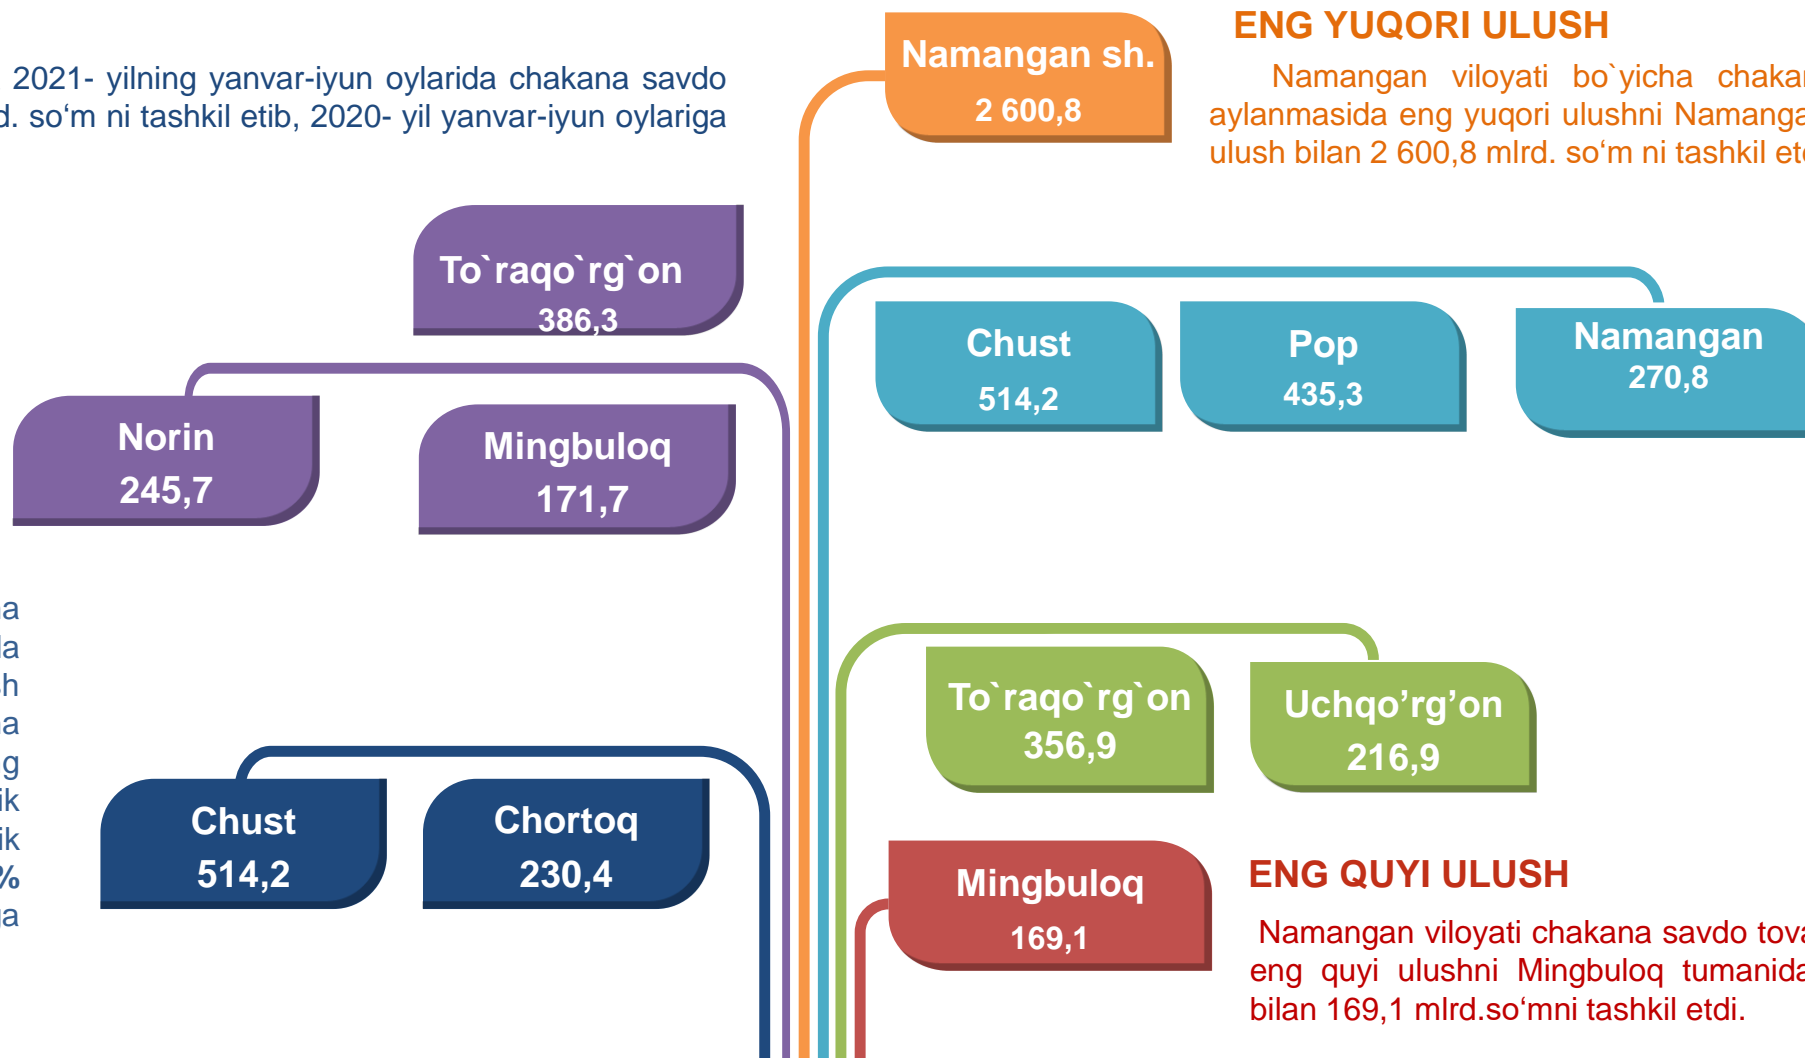 2021- yilning yanvar-iyun oylarida chakana savdo
so‘m ni tashkil etib, 2020- yil yanvar-iyun oylariga
Namangan sh.
2 600,8
ENG YUQORI ULUSH
Namangan viloyati bo`yicha
aylanmasida eng yuqori ulushni
ulush bilan 2 600,8 mlrd. so‘m ni tashkil
To`raqo`rg`on
386,3
Chust
514,2
Pop
435,3
Namangan
270,8
Norin
245,7
Mingbuloq
171,7
To`raqo`rg`on
356,9
Uchqo’rg’on
216,9
%
Chust
514,2
Chortoq
230,4
Mingbuloq
169,1
ENG QUYI ULUSH
Namangan viloyati chakana savdo
eng quyi ulushni Mingbuloq
bilan 169,1 mlrd.so‘mni tashkil etdi.